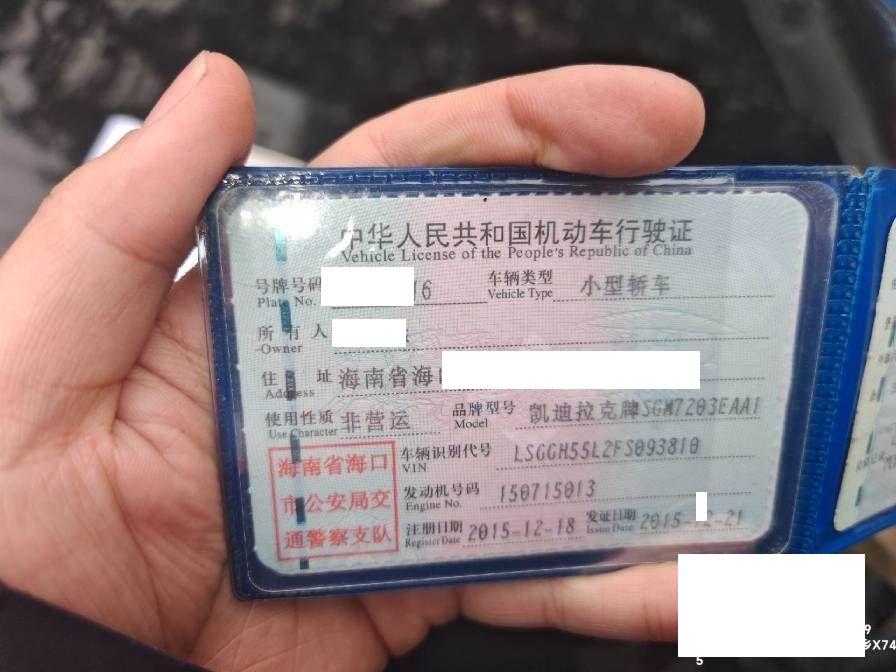 中华人民共和国机动车行驶证
Vehicle License of the People's Republic of China
号牌号码 16 车辆类型 小型轿车
Plate No. Vehicle Type
所有人
Owner
住址 海南省海口
Address
使用性质 非营运 品牌型号 凯迪拉克牌SGM7203EAA1
Use Character Model
海南省海口
市公安局交
通警察支队
车辆识别代号 LSGGH55L2FS093810
VIN
发动机号码 150715013
Engine No.
注册日期 2015-12-18 发证日期 2015-12-21
Register Date Issue Date
9
X74
5